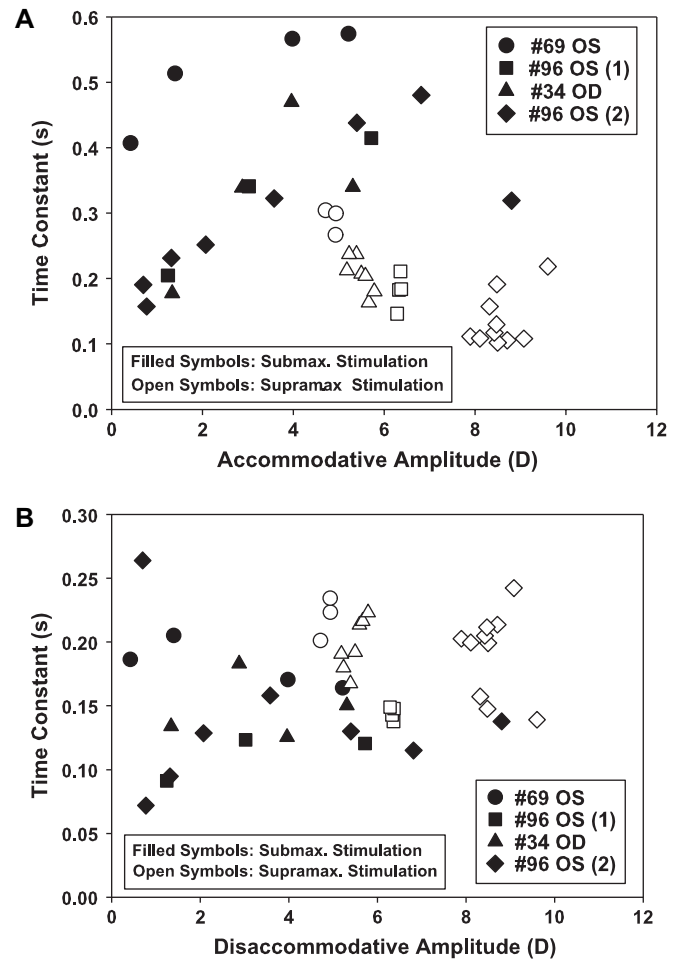 A
0.6
0.5
0.4
0.3
0.2
0.1
0.0
Time Constant (s)
#69 OS
#96 OS (1)
#34 OD
#96 OS (2)
Filled Symbols: Submax. Stimulation
Open Symbols: Supramax Stimulation
0 2 4 6 8 10 12
Accommodative Amplitude (D)
B
0.30
0.25
0.20
0.15
0.10
0.05
0.00
Time Constant (s)
#69 OS
#96 OS (1)
#34 OD
#96 OS (2)
Filled Symbols: Submax. Stimulation
Open Symbols: Supramax. Stimulation
0 2 4 6 8 10 12
Disaccommodative Amplitude (D)